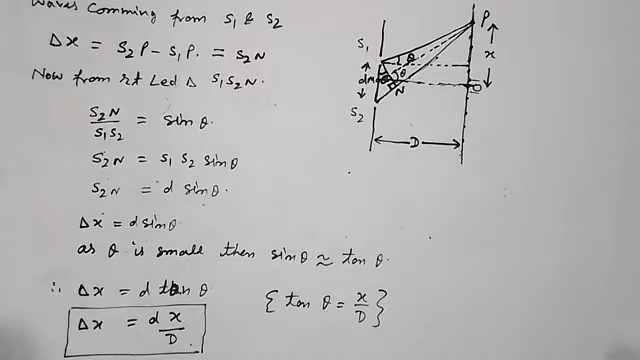 Waves Comming from S₁ & S₂
Δx = S₂P - S₁P. = S₂N
Now from rt Led Δ S₁S₂N.
S₂N / S₁S₂ = Sin θ.
S₂N = S₁ S₂ sin θ
S₂N = d sin θ.
Δx = d sin θ
as θ is small then sin θ ≈ tan θ.
∴ Δx = d tan θ { tan θ = x/D }
Δx = d x/D.
P
S₁
θ
x
θ
d
N
O
S₂
D